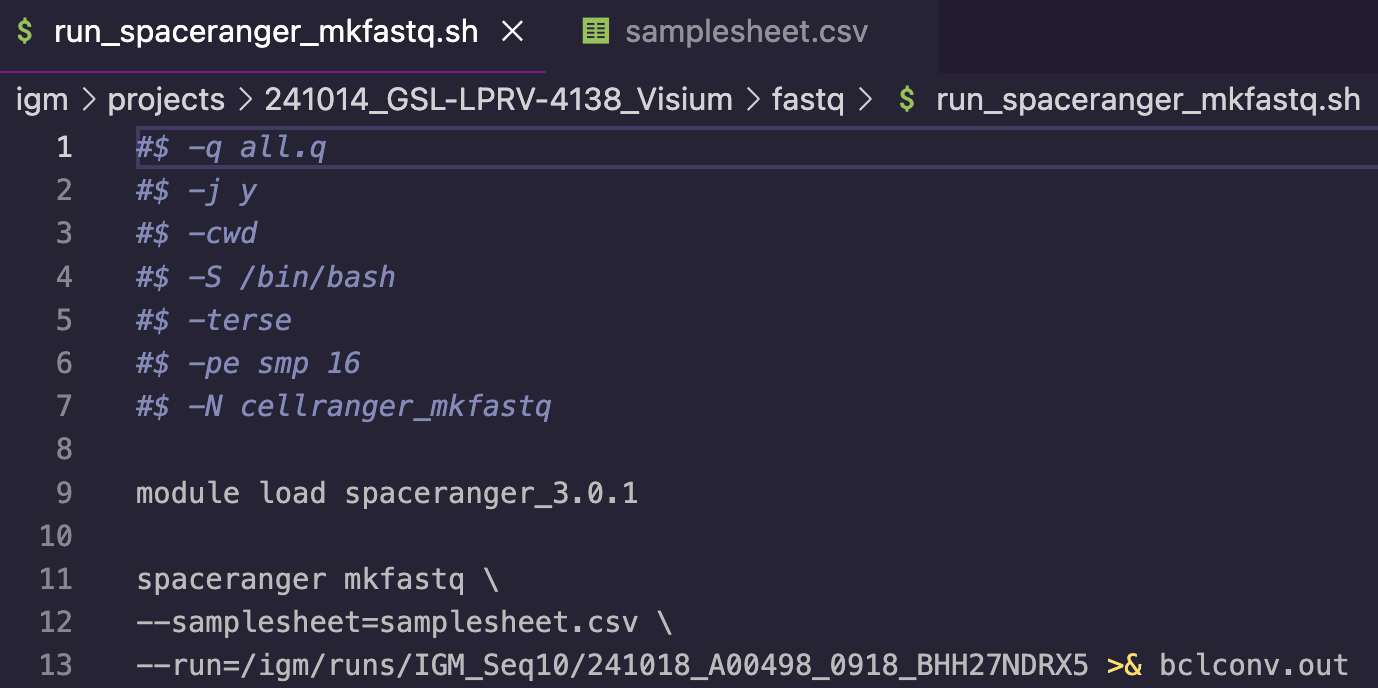 $ run_spaceranger_mkfastq.sh × samplesheet.csv
igm > projects > 241014_GSL-LPRV-4138_Visium > fastq > $ run_spaceranger_mkfastq.sh
1 #$ -q all.q
2 #$ -j y
3 #$ -cwd
4 #$ -S /bin/bash
5 #$ -terse
6 #$ -pe smp 16
7 #$ -N cellranger_mkfastq
8
9 module load spaceranger_3.0.1
10
11 spaceranger mkfastq \
12 --samplesheet=samplesheet.csv \
13 --run=/igm/runs/IGM_Seq10/241018_A00498_0918_BHH27NDRX5 >& bclconv.out